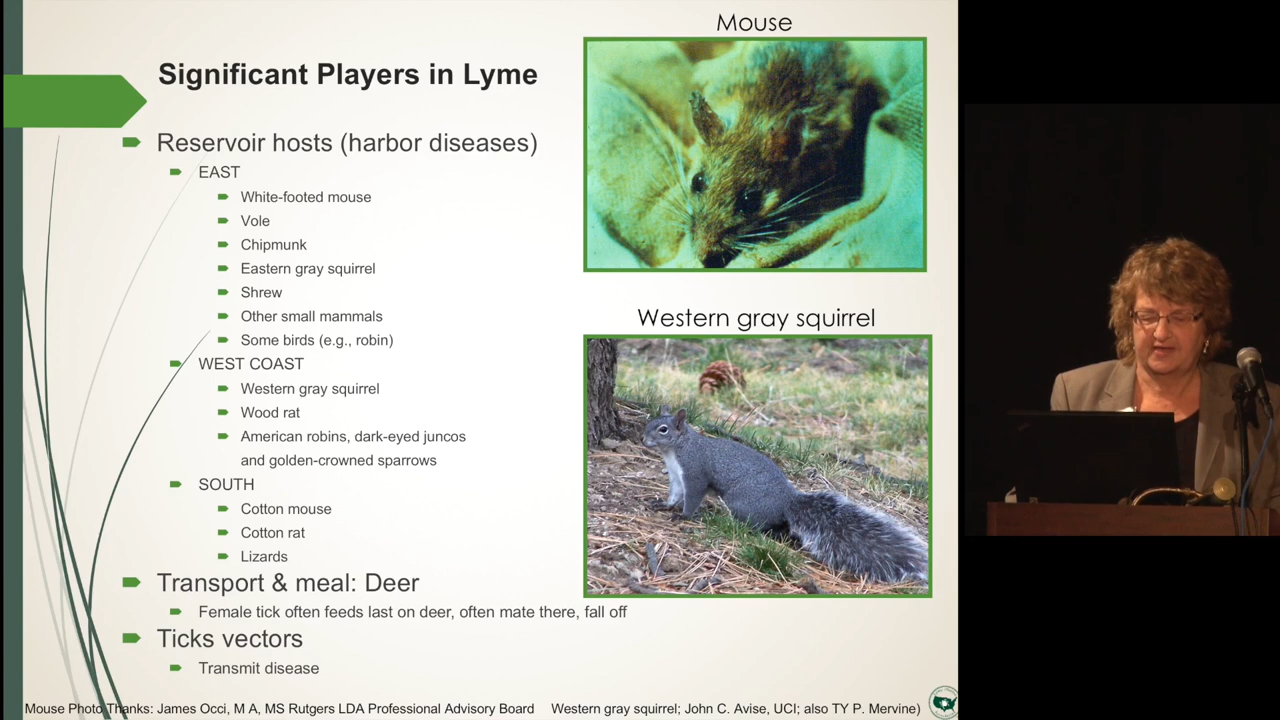 Significant Players in Lyme
Reservoir hosts (harbor diseases)
EAST
White-footed mouse
Vole
Chipmunk
Eastern gray squirrel
Shrew
Other small mammals
Some birds (e.g., robin)
WEST COAST
Western gray squirrel
Wood rat
American robins, dark-eyed juncos
and golden-crowned sparrows
SOUTH
Cotton mouse
Cotton rat
Lizards
Transport & meal: Deer
Female tick often feeds last on deer, often mate there, fall off
Ticks vectors
Transmit disease
Mouse
Western gray squirrel
Mouse Photo Thanks: James Occi, M A, MS Rutgers LDA Professional Advisory Board
Western gray squirrel; John C. Avise, UCI; also TY P. Mervine)